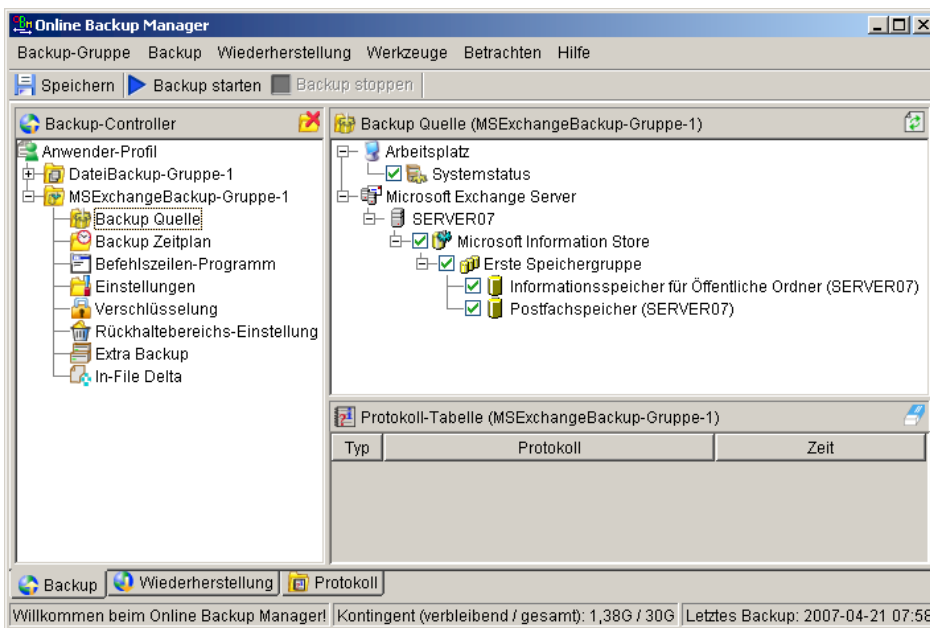 Online Backup Manager
Backup-Gruppe Backup Wiederherstellung Werkzeuge Betrachten Hilfe
Speichern Backup starten Backup stoppen
Backup-Controller
Anwender-Profil
DateiBackup-Gruppe-1
MSExchangeBackup-Gruppe-1
Backup Quelle
Backup Zeitplan
Befehlszeilen-Programm
Einstellungen
Verschlüsselung
Rückhaltebereichs-Einstellung
Extra Backup
In-File Delta
Backup Quelle (MSExchangeBackup-Gruppe-1)
Arbeitsplatz
Systemstatus
Microsoft Exchange Server
SERVER07
Microsoft Information Store
Erste Speichergruppe
Informationsspeicher für Öffentliche Ordner (SERVER07)
Postfachspeicher (SERVER07)
Protokoll-Tabelle (MSExchangeBackup-Gruppe-1)
Typ Protokoll Zeit
Backup Wiederherstellung Protokoll
Willkommen beim Online Backup Manager! Kontingent (verbleibend / gesamt): 1,38G / 30G Letztes Backup: 2007-04-21 07:58